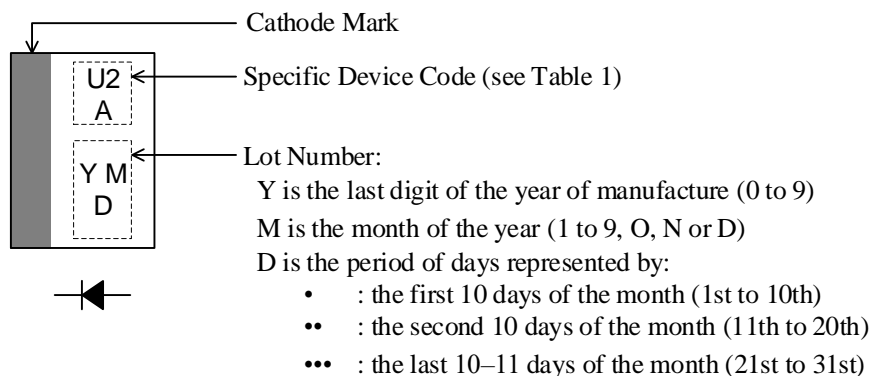 Cathode Mark
U2
A
Specific Device Code (see Table 1)
Y M
D
Lot Number:
Y is the last digit of the year of manufacture (0 to 9)
M is the month of the year (1 to 9, O, N or D)
D is the period of days represented by:
• : the first 10 days of the month (1st to 10th)
•• : the second 10 days of the month (11th to 20th)
••• : the last 10–11 days of the month (21st to 31st)